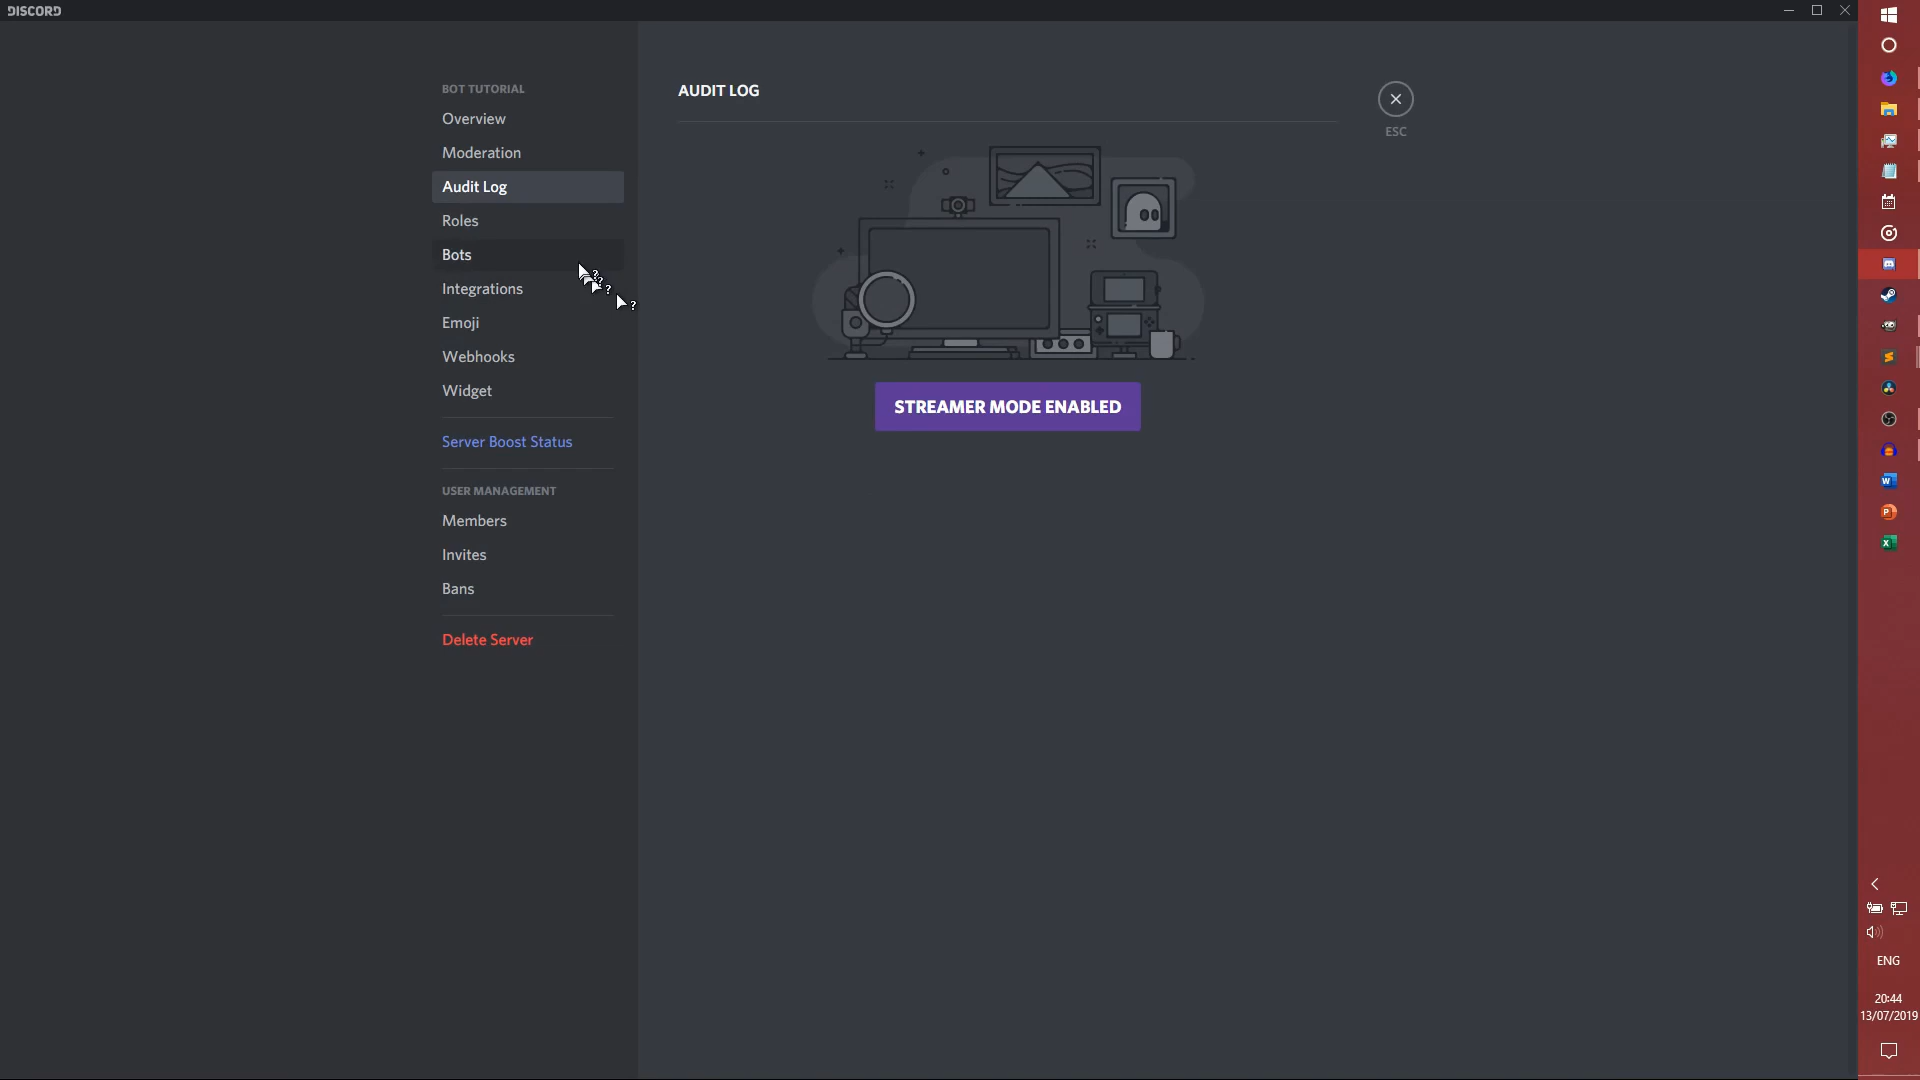 DISCORD
BOT TUTORIAL
Overview
Moderation
Audit Log
Roles
Bots
Integrations
Emoji
Webhooks
Widget
Server Boost Status
USER MANAGEMENT
Members
Invites
Bans
Delete Server
AUDIT LOG
ESC
STREAMER MODE ENABLED
ENG
20:44
13/07/2019